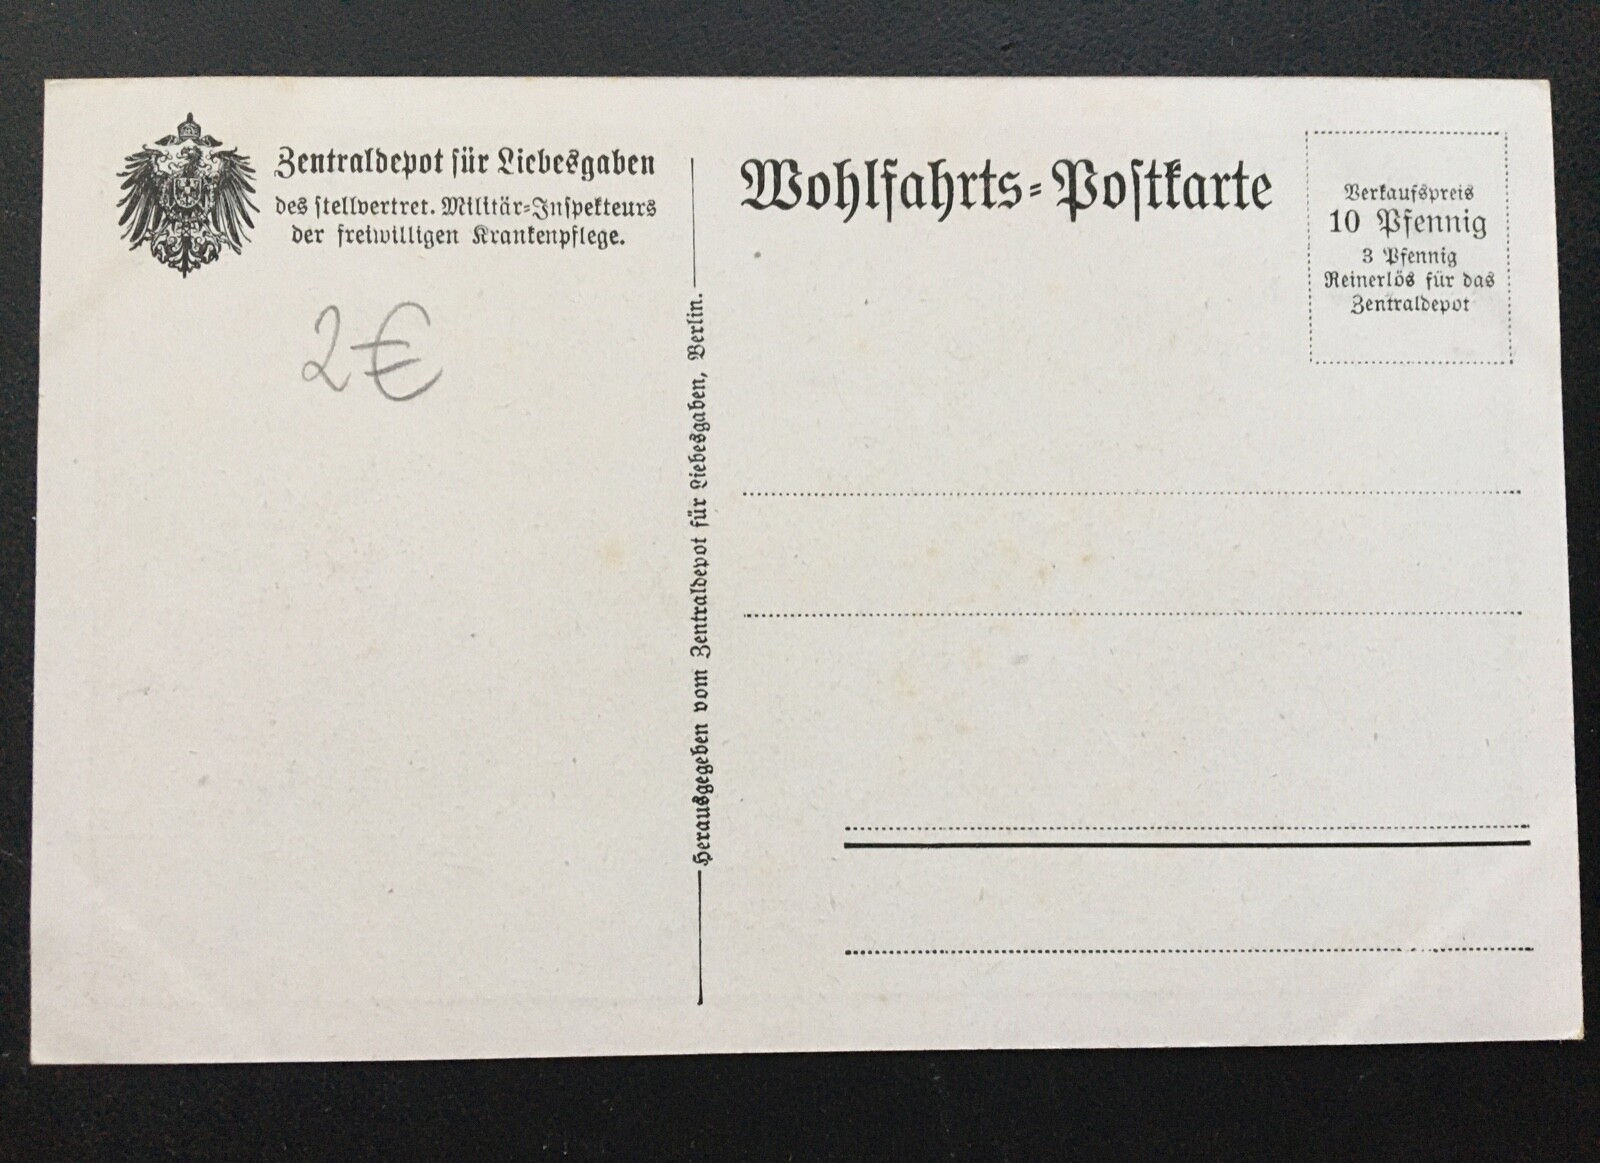 Zentraldepot für Liebesgaben
des stellvertret. Militär=Inspekteurs
der freiwilligen Krankenpflege.
2€
Herausgegeben vom Zentraldepot für Liebesgaben, Berlin.
Wohlfahrts=Postkarte
Verkaufspreis
10 Pfennig
3 Pfennig
Reinerlös für das
Zentraldepot